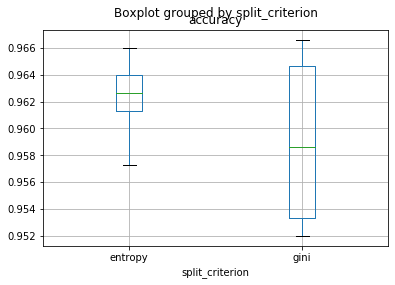 Boxplot grouped by split_criterion
accuracy
0.966
0.964
0.962
0.960
0.958
0.956
0.954
0.952
entropy
gini
split_criterion